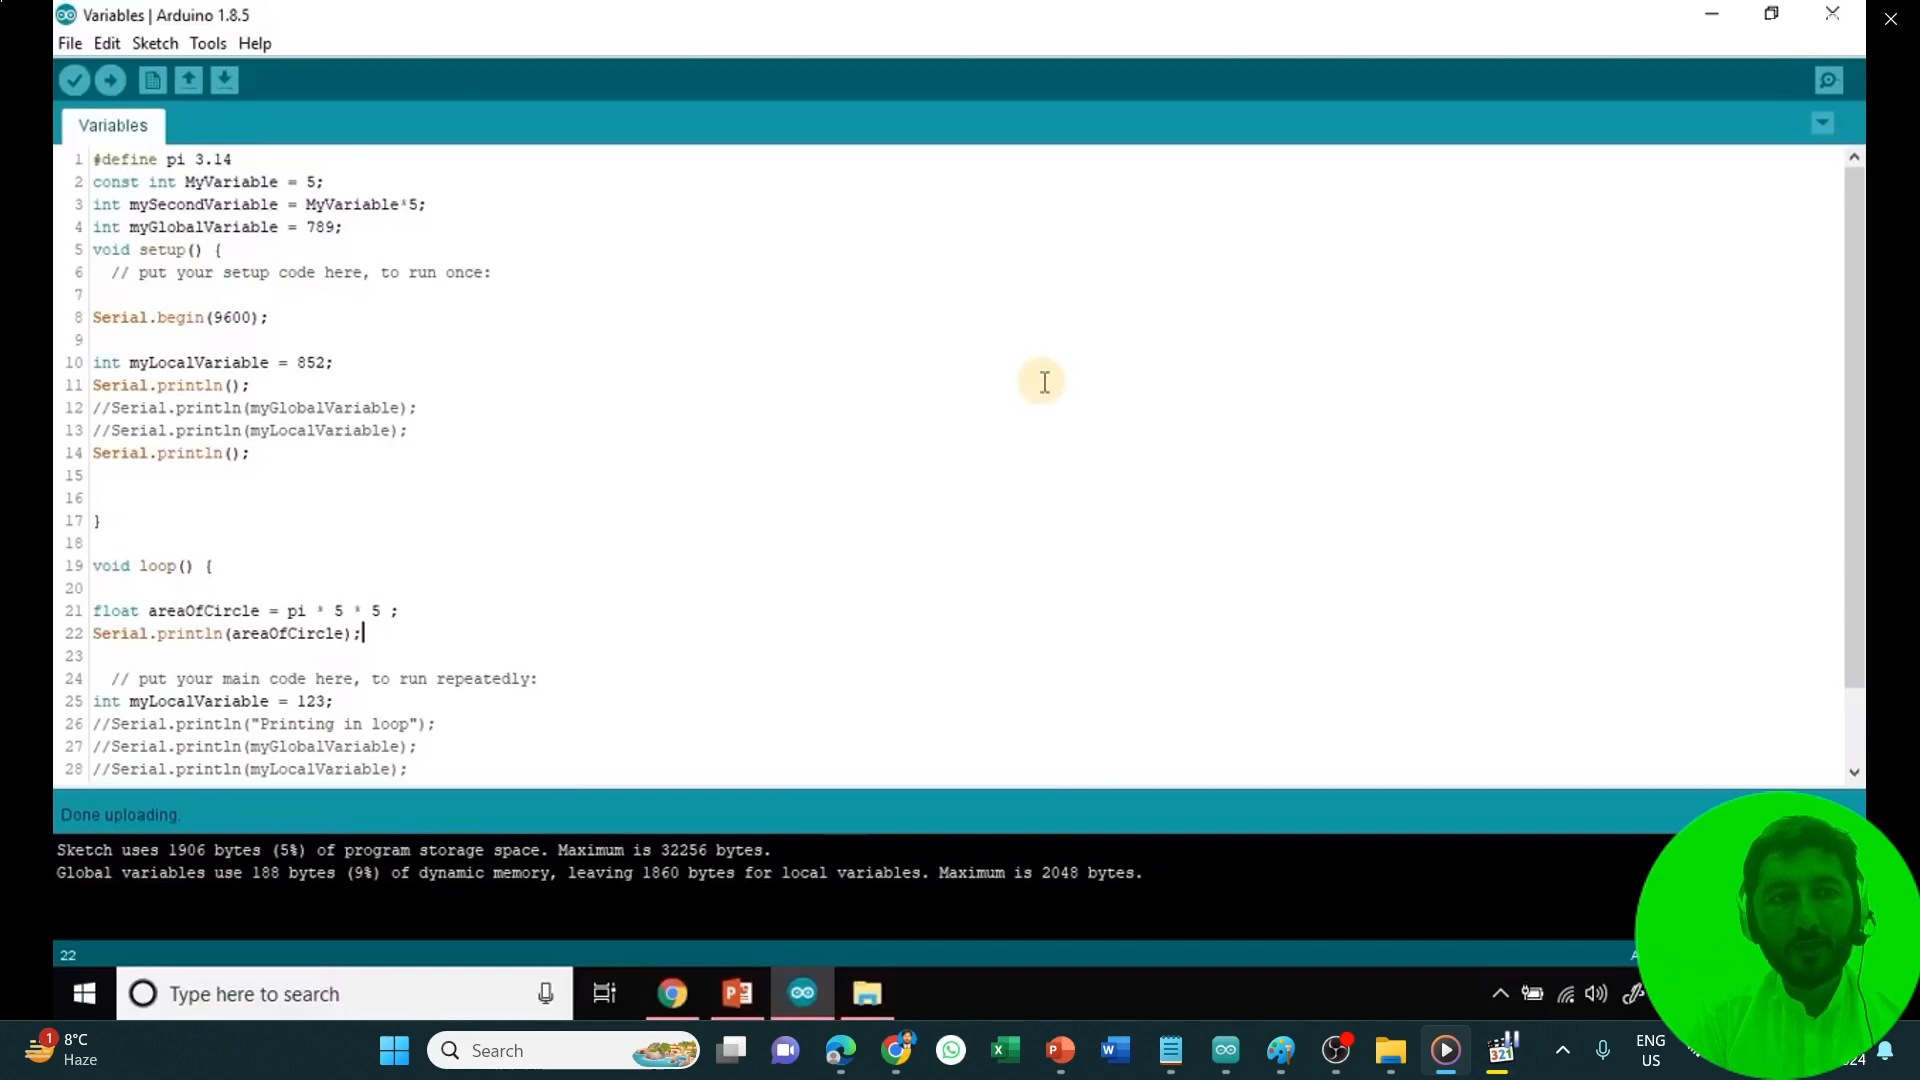 Variables | Arduino 1.8.5
File Edit Sketch Tools Help
Variables
1 #define pi 3.14
2 const int MyVariable = 5;
3 int mySecondVariable = MyVariable*5;
4 int myGlobalVariable = 789;
5 void setup() {
6 // put your setup code here, to run once:
7
8 Serial.begin(9600);
9
10 int myLocalVariable = 852;
11 Serial.println();
12 //Serial.println(myGlobalVariable);
13 //Serial.println(myLocalVariable);
14 Serial.println();
15
16
17 }
18
19 void loop() {
20
21 float areaOfCircle = pi * 5 * 5 ;
22 Serial.println(areaOfCircle);
23
24 // put your main code here, to run repeatedly:
25 int myLocalVariable = 123;
26 //Serial.println("Printing in loop");
27 //Serial.println(myGlobalVariable);
28 //Serial.println(myLocalVariable);
Done uploading.
Sketch uses 1906 bytes (5%) of program storage space. Maximum is 32256 bytes.
Global variables use 188 bytes (9%) of dynamic memory, leaving 1860 bytes for local variables. Maximum is 2048 bytes.
22
Type here to search
1
8°C
Haze
Search
321
ENG
US